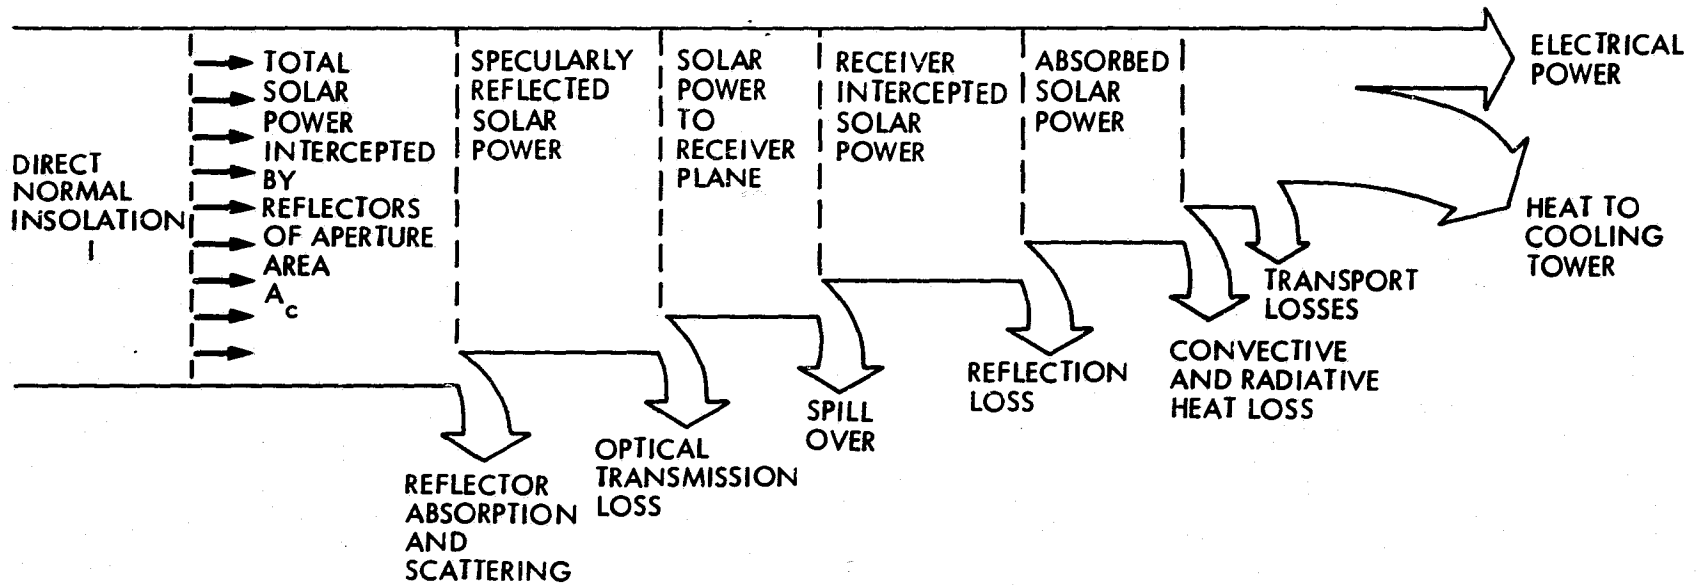 DIRECT
NORMAL
INSOLATION
I
TOTAL
SOLAR
POWER
INTERCEPTED
BY
REFLECTORS
OF APERTURE
AREA
A_c
SPECULARLY
REFLECTED
SOLAR
POWER
SOLAR
POWER
TO
RECEIVER
PLANE
RECEIVER
INTERCEPTED
SOLAR
POWER
ABSORBED
SOLAR
POWER
ELECTRICAL
POWER
HEAT TO
COOLING
TOWER
TRANSPORT
LOSSES
CONVECTIVE
AND RADIATIVE
HEAT LOSS
REFLECTION
LOSS
SPILL
OVER
OPTICAL
TRANSMISSION
LOSS
REFLECTOR
ABSORPTION
AND
SCATTERING